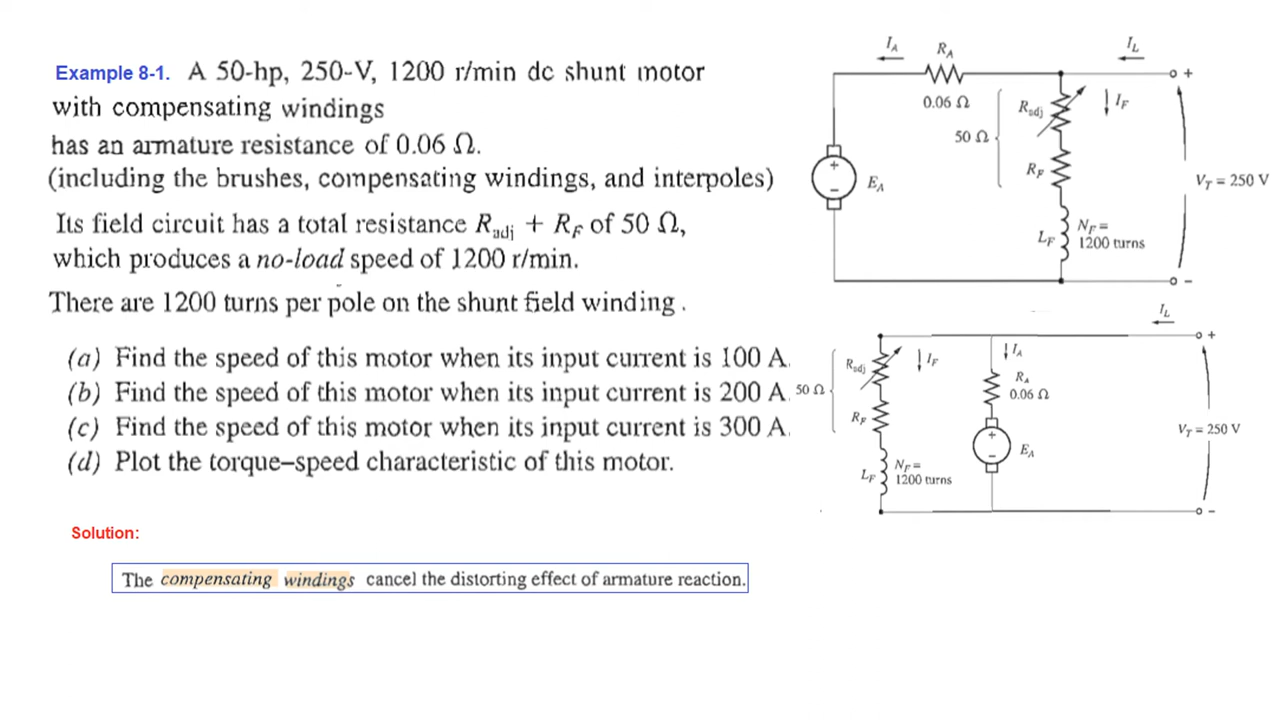 Example 8-1. A 50-hp, 250-V, 1200 r/min dc shunt motor
with compensating windings
has an armature resistance of 0.06 Ω.
(including the brushes, compensating windings, and interpoles)
Its field circuit has a total resistance Radj + RF of 50 Ω,
which produces a no-load speed of 1200 r/min.
There are 1200 turns per pole on the shunt field winding.
(a) Find the speed of this motor when its input current is 100 A.
(b) Find the speed of this motor when its input current is 200 A.
(c) Find the speed of this motor when its input current is 300 A.
(d) Plot the torque–speed characteristic of this motor.
Solution:
The compensating windings cancel the distorting effect of armature reaction.
IA
RA
IL
+
0.06 Ω
Radj
IF
50 Ω
RF
+
EA
−
VT = 250 V
LF
NF =
1200 turns
−
IL
+
Radj
IF
IA
RA
0.06 Ω
50 Ω
RF
+
EA
−
VT = 250 V
LF
NF =
1200 turns
−